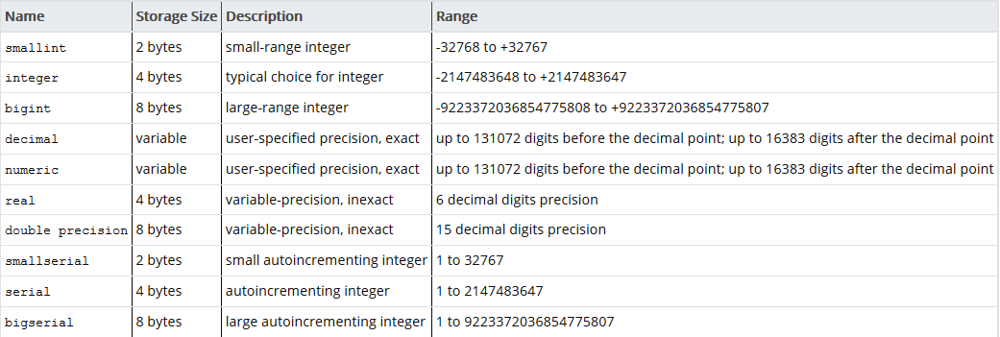 Name Storage Size Description Range
smallint 2 bytes small-range integer -32768 to +32767
integer 4 bytes typical choice for integer -2147483648 to +2147483647
bigint 8 bytes large-range integer -9223372036854775808 to +9223372036854775807
decimal variable user-specified precision, exact up to 131072 digits before the decimal point; up to 16383 digits after the decimal point
numeric variable user-specified precision, exact up to 131072 digits before the decimal point; up to 16383 digits after the decimal point
real 4 bytes variable-precision, inexact 6 decimal digits precision
double precision 8 bytes variable-precision, inexact 15 decimal digits precision
smallserial 2 bytes small autoincrementing integer 1 to 32767
serial 4 bytes autoincrementing integer 1 to 2147483647
bigserial 8 bytes large autoincrementing integer 1 to 9223372036854775807